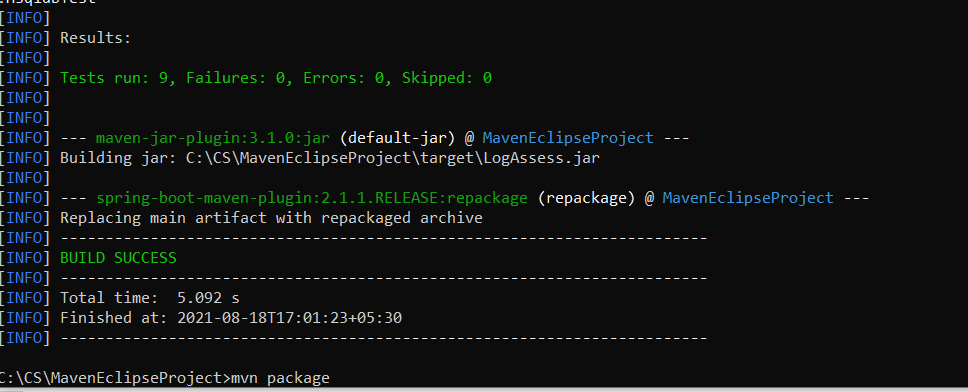 [INFO]
[INFO] Results:
[INFO]
[INFO] Tests run: 9, Failures: 0, Errors: 0, Skipped: 0
[INFO]
[INFO]
[INFO] --- maven-jar-plugin:3.1.0:jar (default-jar) @ MavenEclipseProject ---
[INFO] Building jar: C:\CS\MavenEclipseProject\target\LogAssess.jar
[INFO]
[INFO] --- spring-boot-maven-plugin:2.1.1.RELEASE:repackage (repackage) @ MavenEclipseProject ---
[INFO] Replacing main artifact with repackaged archive
[INFO] ------------------------------------------------------------------------
[INFO] BUILD SUCCESS
[INFO] ------------------------------------------------------------------------
[INFO] Total time:  5.092 s
[INFO] Finished at: 2021-08-18T17:01:23+05:30
[INFO] ------------------------------------------------------------------------
C:\CS\MavenEclipseProject>mvn package